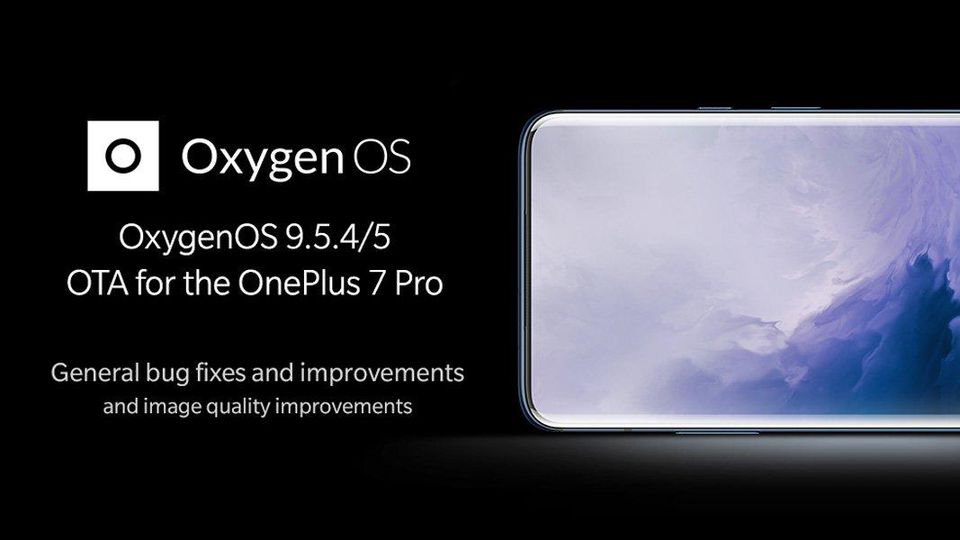 Oxygen OS
OxygenOS 9.5.4/5
OTA for the OnePlus 7 Pro
General bug fixes and improvements
and image quality improvements